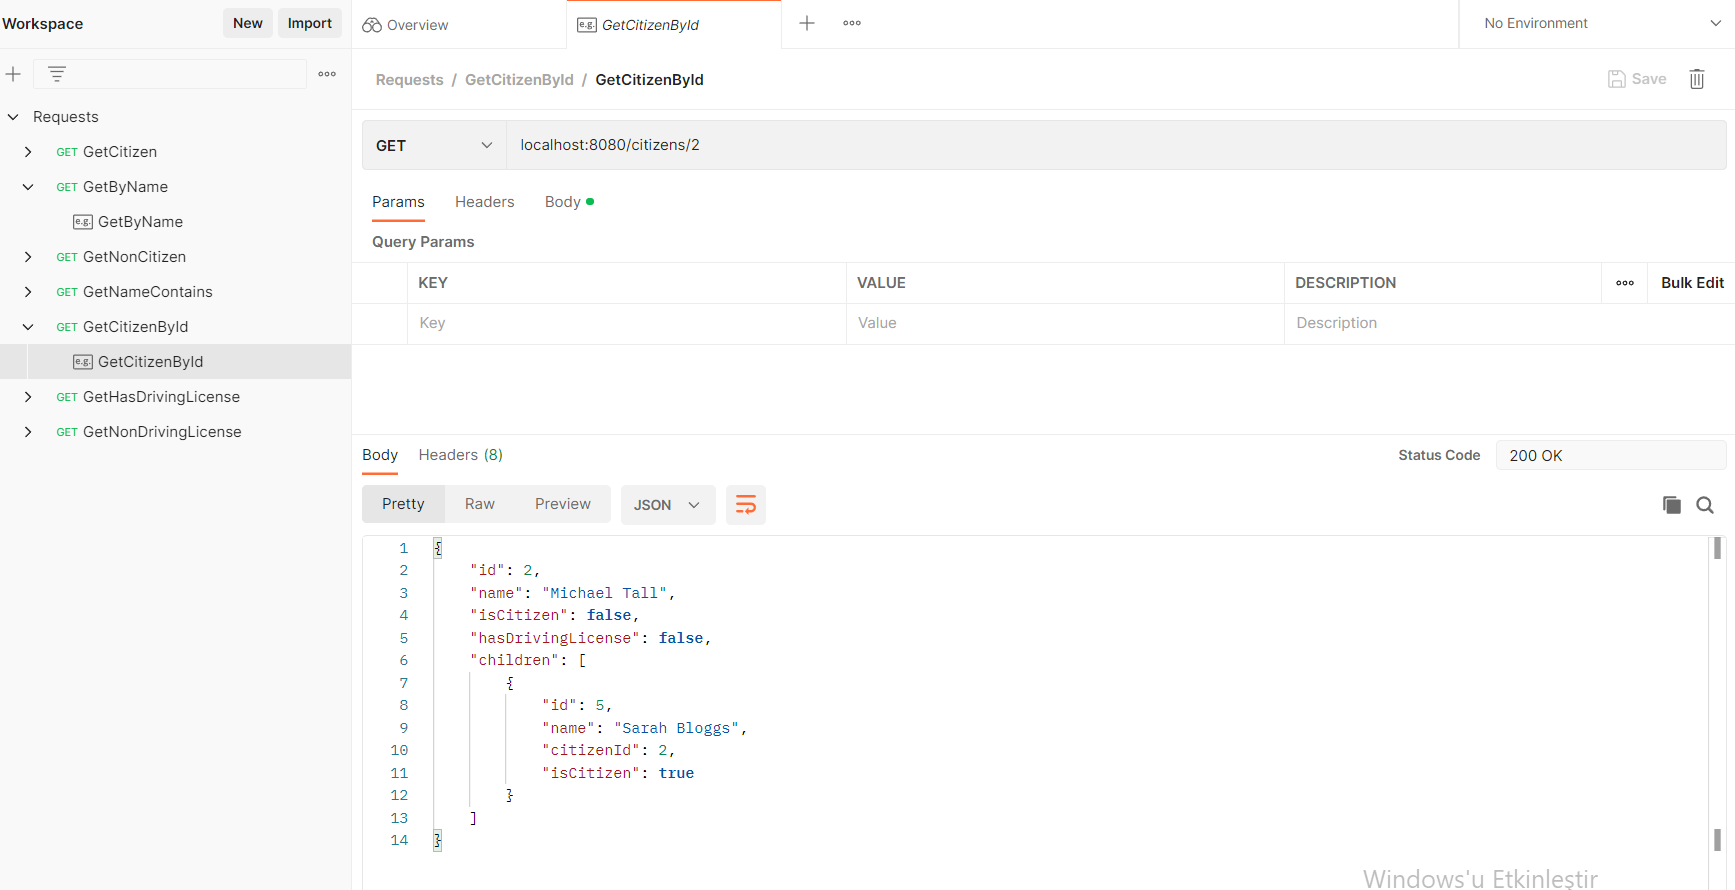 Workspace
New
Import
Overview
e.g. GetCitizenById
No Environment
Requests / GetCitizenById / GetCitizenById
Save
Requests
GET GetCitizen
GET GetByName
e.g. GetByName
GET GetNonCitizen
GET GetNameContains
GET GetCitizenById
e.g. GetCitizenById
GET GetHasDrivingLicense
GET GetNonDrivingLicense
GET
localhost:8080/citizens/2
Params Headers Body
Query Params
KEY VALUE DESCRIPTION Bulk Edit
Key Value Description
Body Headers (8)
Status Code 200 OK
Pretty Raw Preview JSON
1 {
2 "id": 2,
3 "name": "Michael Tall",
4 "isCitizen": false,
5 "hasDrivingLicense": false,
6 "children": [
7 {
8 "id": 5,
9 "name": "Sarah Bloggs",
10 "citizenId": 2,
11 "isCitizen": true
12 }
13 ]
14 }
Windows'u Etkinleştir